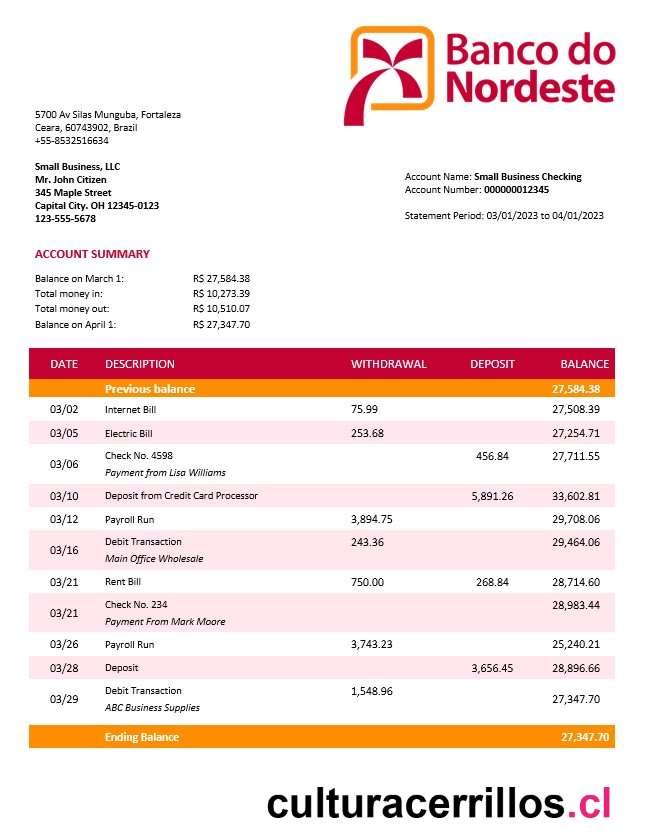 Banco do
Nordeste
5700 Av Silas Munguba, Fortaleza
Ceara, 60743902, Brazil
+55-8532516634
Small Business, LLC
Mr. John Citizen
345 Maple Street
Capital City. OH 12345-0123
123-555-5678
Account Name: Small Business Checking
Account Number: 000000012345
Statement Period: 03/01/2023 to 04/01/2023
ACCOUNT SUMMARY
Balance on March 1: R$ 27,584.38
Total money in: R$ 10,273.39
Total money out: R$ 10,510.07
Balance on April 1: R$ 27,347.70
DATE DESCRIPTION WITHDRAWAL DEPOSIT BALANCE
Previous balance 27,584.38
03/02 Internet Bill 75.99 27,508.39
03/05 Electric Bill 253.68 27,254.71
03/06 Check No. 4598 456.84 27,711.55
Payment from Lisa Williams
03/10 Deposit from Credit Card Processor 5,891.26 33,602.81
03/12 Payroll Run 3,894.75 29,708.06
03/16 Debit Transaction 243.36 29,464.06
Main Office Wholesale
03/21 Rent Bill 750.00 268.84 28,714.60
03/21 Check No. 234 28,983.44
Payment From Mark Moore
03/26 Payroll Run 3,743.23 25,240.21
03/28 Deposit 3,656.45 28,896.66
03/29 Debit Transaction 1,548.96 27,347.70
ABC Business Supplies
Ending Balance 27,347.70
culturacerrillos.cl